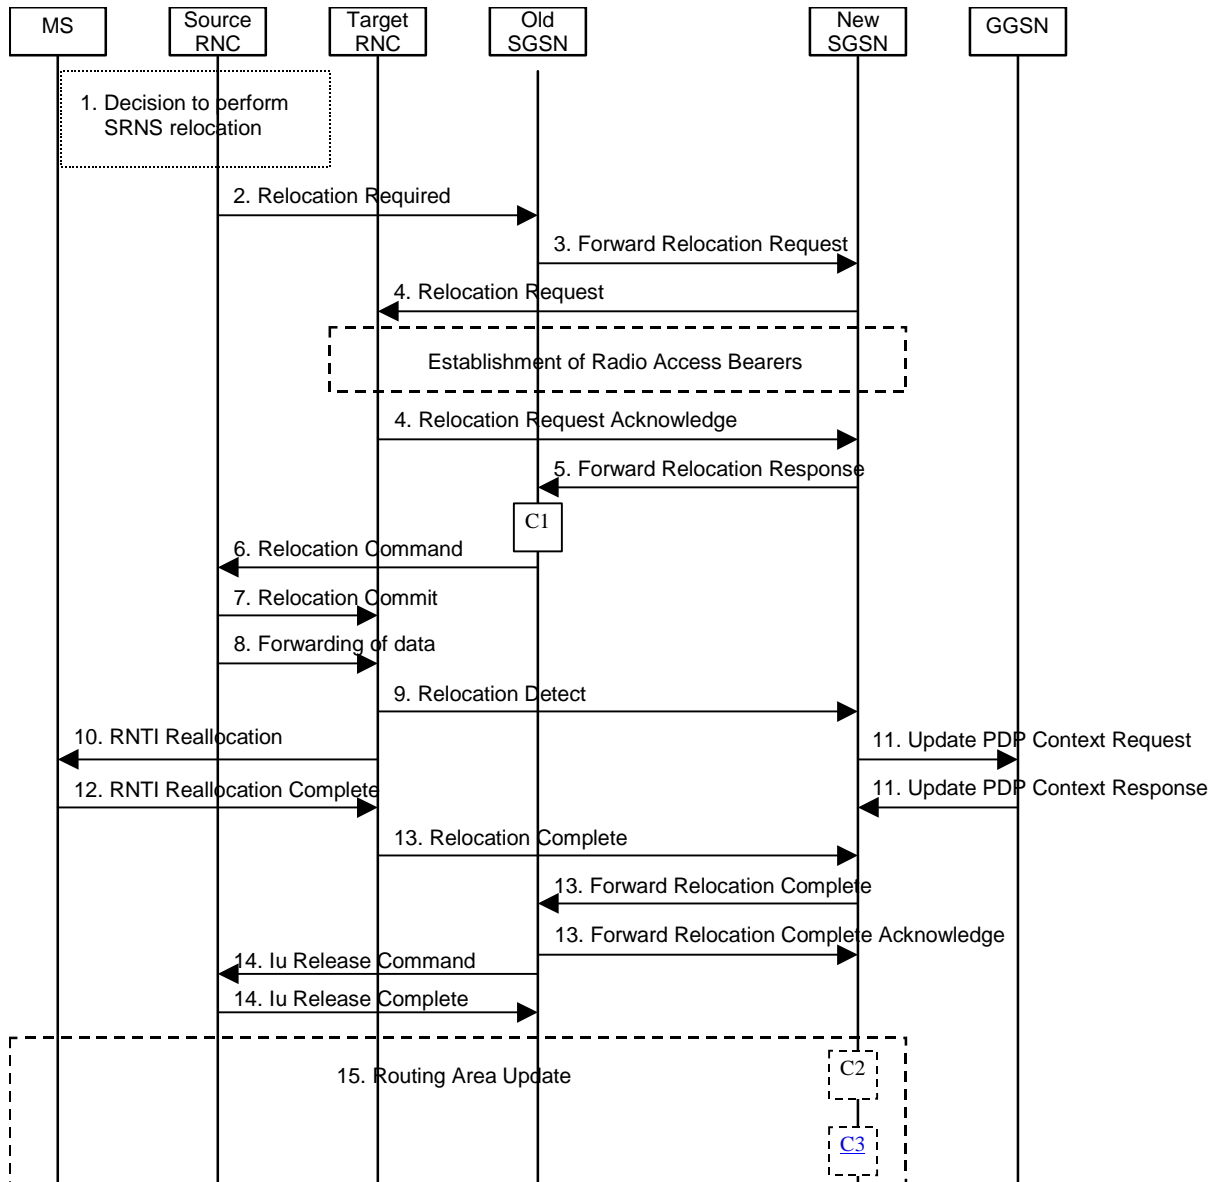 MS
Source
RNC
Target
RNC
Old
SGSN
New
SGSN
GGSN
1. Decision to perform
SRNS relocation
2. Relocation Required
3. Forward Relocation Request
4. Relocation Request
Establishment of Radio Access Bearers
4. Relocation Request Acknowledge
5. Forward Relocation Response
C1
6. Relocation Command
7. Relocation Commit
8. Forwarding of data
9. Relocation Detect
10. RNTI Reallocation
11. Update PDP Context Request
12. RNTI Reallocation Complete
11. Update PDP Context Response
13. Relocation Complete
13. Forward Relocation Complete
13. Forward Relocation Complete Acknowledge
14. Iu Release Command
14. Iu Release Complete
15. Routing Area Update
C2
C3